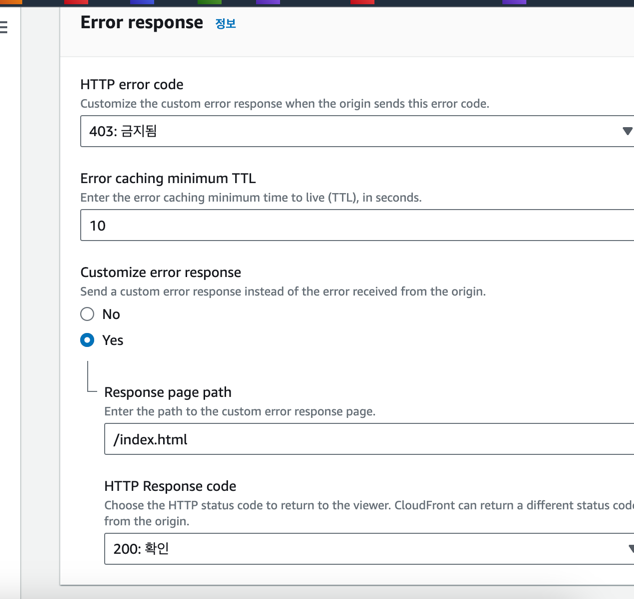 Error response 정보
HTTP error code
Customize the custom error response when the origin sends this error code.
403: 금지됨
Error caching minimum TTL
Enter the error caching minimum time to live (TTL), in seconds.
10
Customize error response
Send a custom error response instead of the error received from the origin.
No
Yes
Response page path
Enter the path to the custom error response page.
/index.html
HTTP Response code
Choose the HTTP status code to return to the viewer. CloudFront can return a different status code
from the origin.
200: 확인